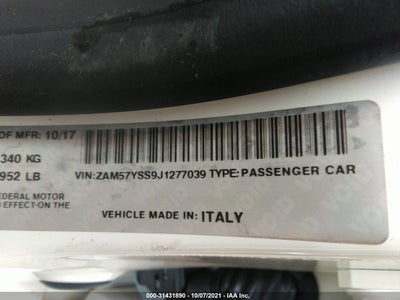 OF MFR: 10/17
340 KG
952 LB
VIN:ZAM57YSS9J1277039 TYPE:PASSENGER CAR
FEDERAL MOTOR
EFFECT ON THE
VEHICLE MADE IN: ITALY
000-31431890 - 10/07/2021 - IAA Inc.